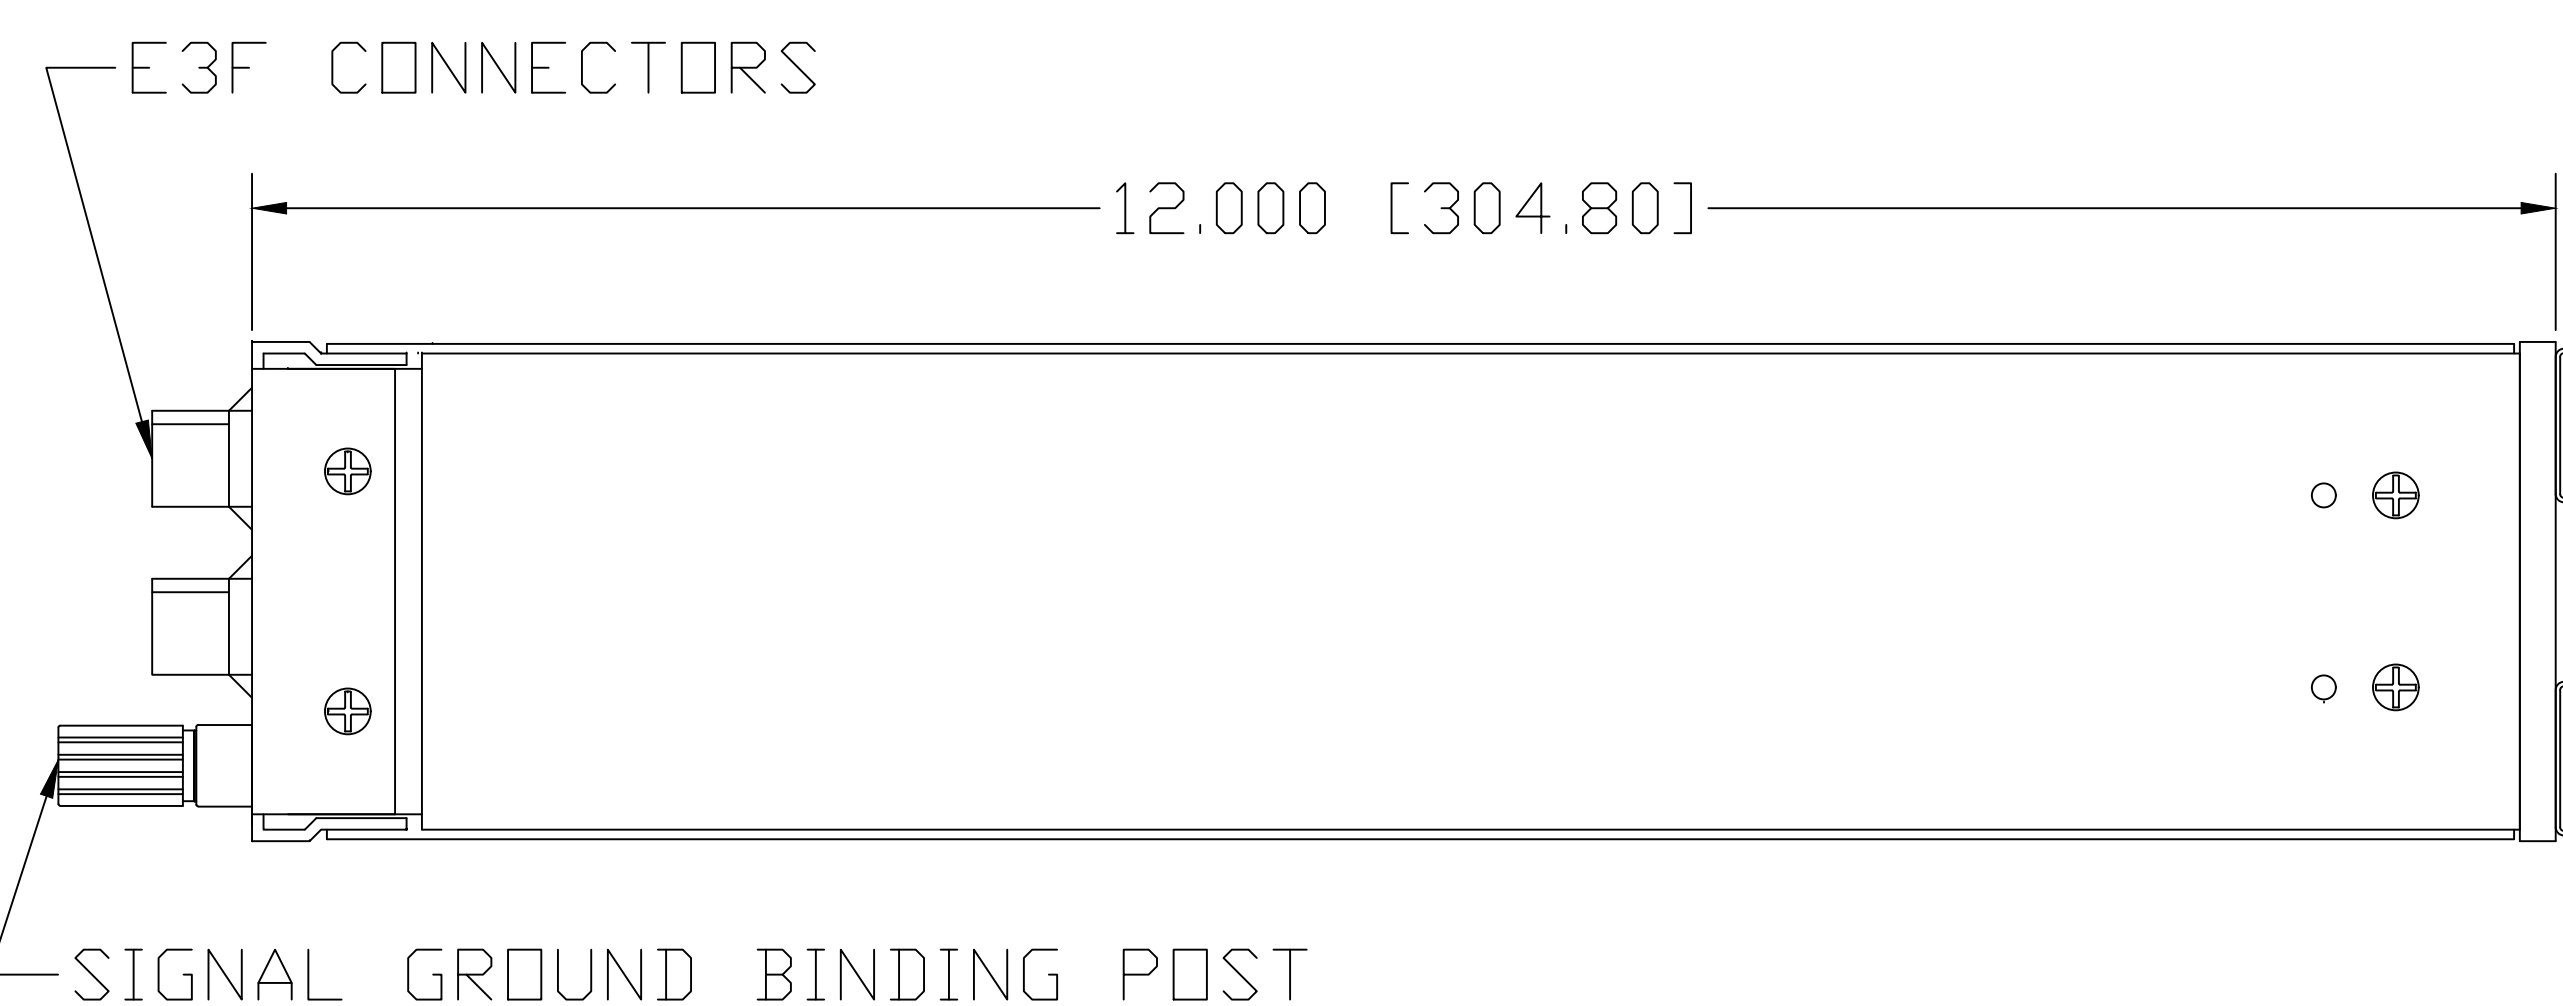 E3F CONNECTORS
12.000 [304.80]
SIGNAL GROUND BINDING POST